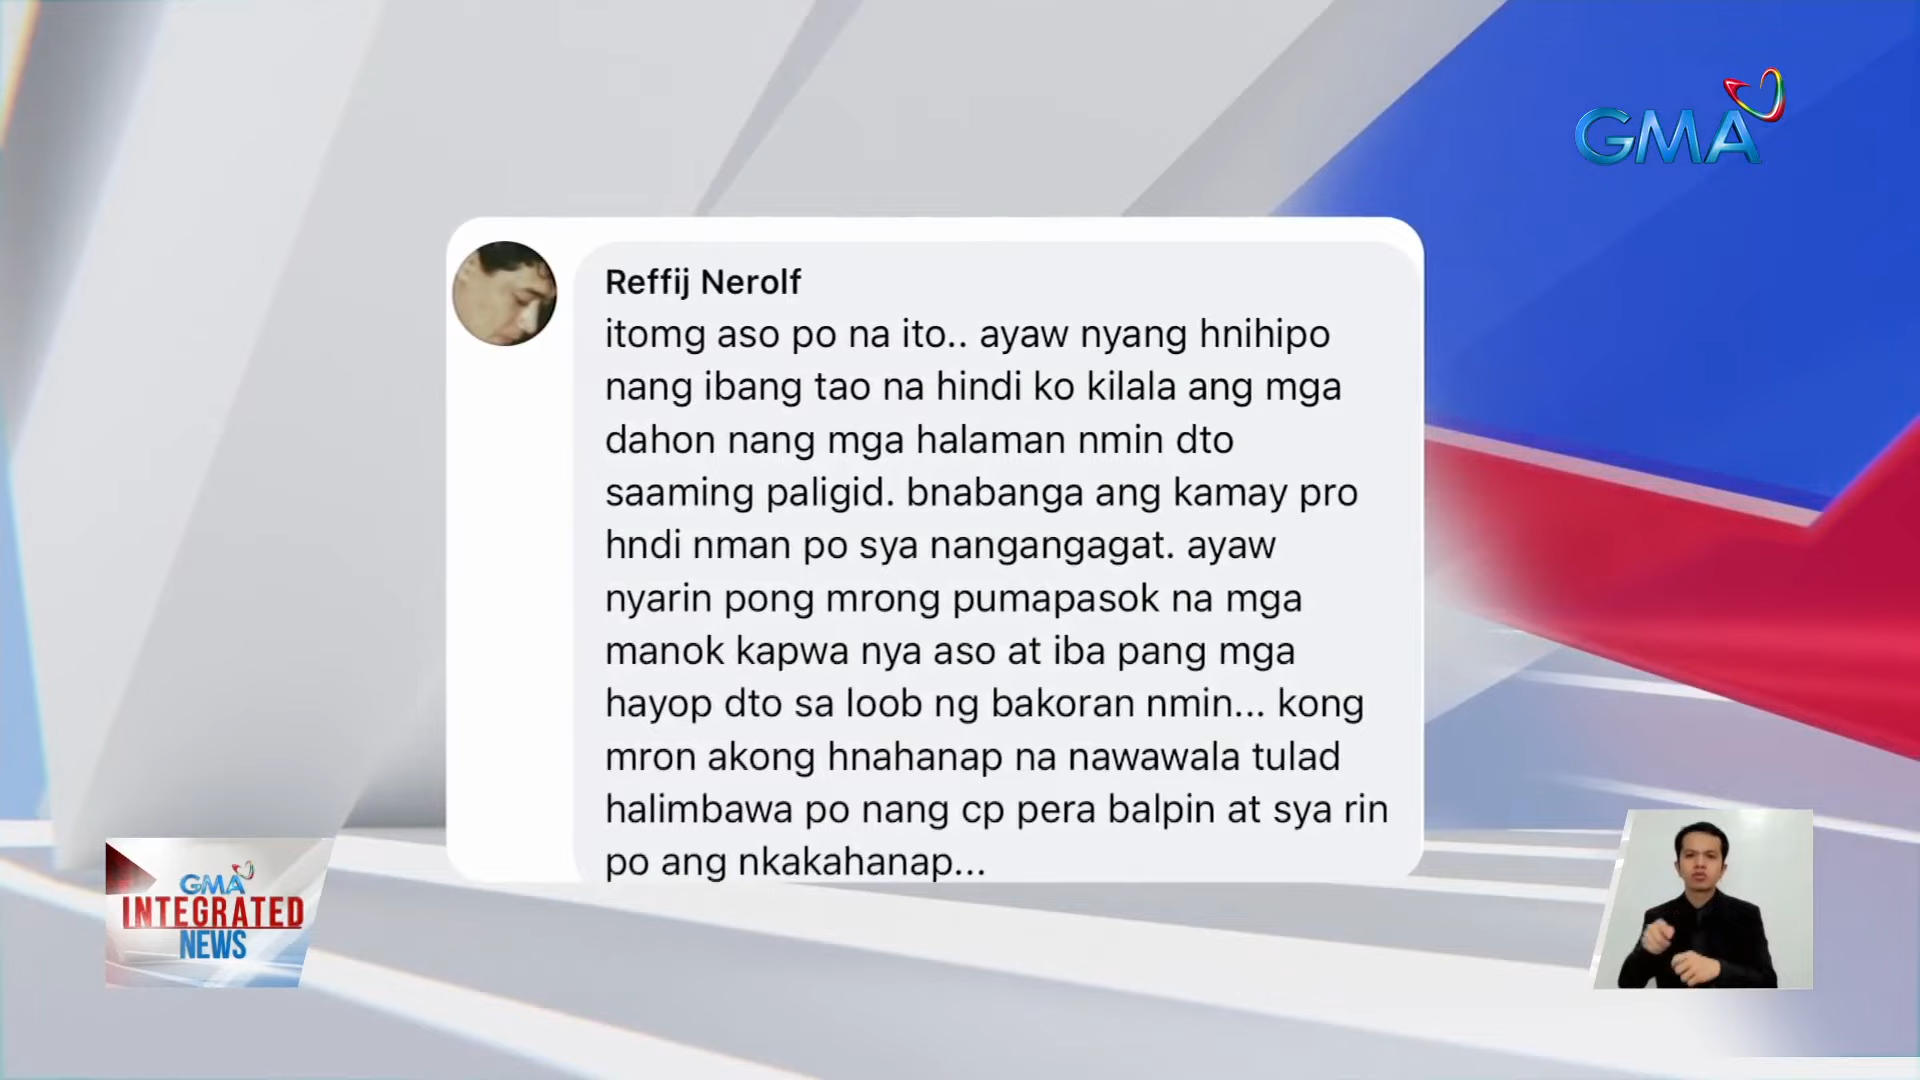 GMA
Reffij Nerolf
itomg aso po na ito.. ayaw nyang hnihipo
nang ibang tao na hindi ko kilala ang mga
dahon nang mga halaman nmin dto
saaming paligid. bnabanga ang kamay pro
hndi nman po sya nangangagat. ayaw
nyarin pong mrong pumapasok na mga
manok kapwa nya aso at iba pang mga
hayop dto sa loob ng bakoran nmin... kong
mron akong hnahanap na nawawala tulad
halimbawa po nang cp pera balpin at sya rin
po ang nkakahanap...
GMA
INTEGRATED
NEWS